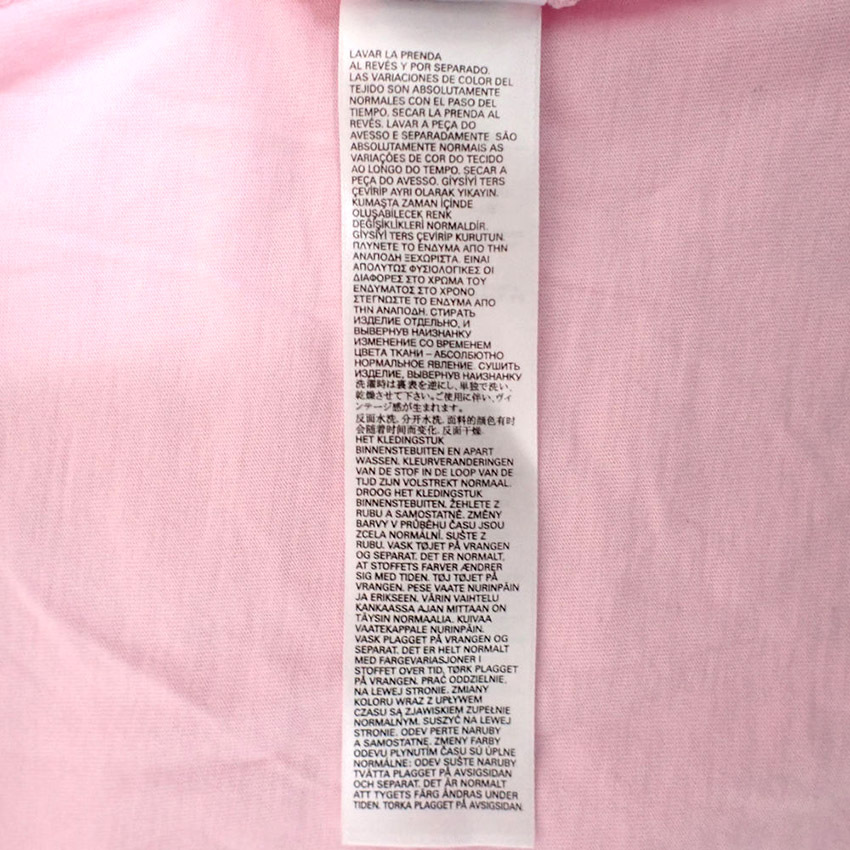 LAVAR LA PRENDA
AL REVÉS Y POR SEPARADO.
LAS VARIACIONES DE COLOR DEL
TEJIDO SON ABSOLUTAMENTE
NORMALES CON EL PASO DEL
TIEMPO. SECAR LA PRENDA AL
REVÉS. LAVAR A PEÇA DO
AVESSO E SEPARADAMENTE SÃO
ABSOLUTAMENTE NORMAIS AS
VARIAÇÕES DE COR DO TECIDO
AO LONGO DO TEMPO. SECAR A
PEÇA DO AVESSO. GİYSİYİ TERS
ÇEVİRİP AYRI OLARAK YIKAYIN.
KUMAŞTA ZAMAN İÇİNDE
OLUŞABİLECEK RENK
DEĞİŞİKLİKLERİ NORMALDİR.
GİYSİYİ TERS ÇEVİRİP KURUTUN.
ΠΛΥΝΕΤΕ ΤΟ ΕΝΔΥΜΑ ΑΠΟ ΤΗΝ
ΑΝΑΠΟΔΗ ΞΕΧΩΡΙΣΤΑ. ΕΙΝΑΙ
ΑΠΟΛΥΤΩΣ ΦΥΣΙΟΛΟΓΙΚΕΣ ΟΙ
ΔΙΑΦΟΡΕΣ ΣΤΟ ΧΡΩΜΑ ΤΟΥ
ΕΝΔΥΜΑΤΟΣ ΣΤΟ ΧΡΟΝΟ
ΣΤΕΓΝΩΣΤΕ ΤΟ ΕΝΔΥΜΑ ΑΠΟ
ΤΗΝ ΑΝΑΠΟΔΗ. СТИРАТЬ
ИЗДЕЛИЕ ОТДЕЛЬНО, И
ВЫВЕРНУВ НАИЗНАНКУ
ИЗМЕНЕНИЕ СО ВРЕМЕНЕМ
ЦВЕТА ТКАНИ – АБСОЛЮТНО
НОРМАЛЬНОЕ ЯВЛЕНИЕ. СУШИТЬ
ИЗДЕЛИЕ, ВЫВЕРНУВ НАИЗНАНКУ
洗濯時は裏表を逆にし、単独で洗い、
乾燥させて下さい。ご使用に伴い、ヴィ
ンテージ感が生まれます。
反面水洗. 分开水洗. 面料的颜色有时
会随着时间而变化. 反面干燥.
HET KLEDINGSTUK
BINNENSTEBUITEN EN APART
WASSEN. KLEURVERANDERINGEN
VAN DE STOF IN DE LOOP VAN DE
TIJD ZIJN VOLSTREKT NORMAAL.
DROOG HET KLEDINGSTUK
BINNENSTEBUITEN. ŽEHLETE Z
RUBU A SAMOSTATNĚ. ZMĚNY
BARVY V PRŮBĚHU ČASU JSOU
ZCELA NORMÁLNÍ. SUŠTE Z
RUBU. VASK TØJET PÅ VRANGEN
OG SEPARAT. DET ER NORMALT,
AT STOFFETS FARVER ÆNDRER
SIG MED TIDEN. TØJ TØJET PÅ
VRANGEN. PESE VAATE NURINPÄIN
JA ERIKSEEN. VÄRIN VAIHTELU
KANKAASSA AJAN MITTAAN ON
TÄYSIN NORMAALIA. KUIVAA
VAATEKAPPALE NURINPÄIN.
VASK PLAGGET PÅ VRANGEN OG
SEPARAT. DET ER HELT NORMALT
MED FARGEVARIASJONER I
STOFFET OVER TID. TØRK PLAGGET
PÅ VRANGEN. PRAĆ ODDZIELNIE,
NA LEWEJ STRONIE. ZMIANY
KOLORU WRAZ Z UPŁYWEM
CZASU SĄ ZJAWISKIEM ZUPEŁNIE
NORMALNYM. SUSZYĆ NA LEWEJ
STRONIE. ODEV PERTE NARUBY
A SAMOSTATNE. ZMENY FARBY
ODEVU PLYNUTÍM ČASU SÚ ÚPLNE
NORMÁLNE: ODEV SUŠTE NARUBY
TVÄTTA PLAGGET PÅ AVSIGSIDAN
OCH SEPARAT. DET ÄR NORMALT
ATT TYGETS FÄRG ÄNDRAS UNDER
TIDEN. TORKA PLAGGET PÅ AVSIGSIDAN